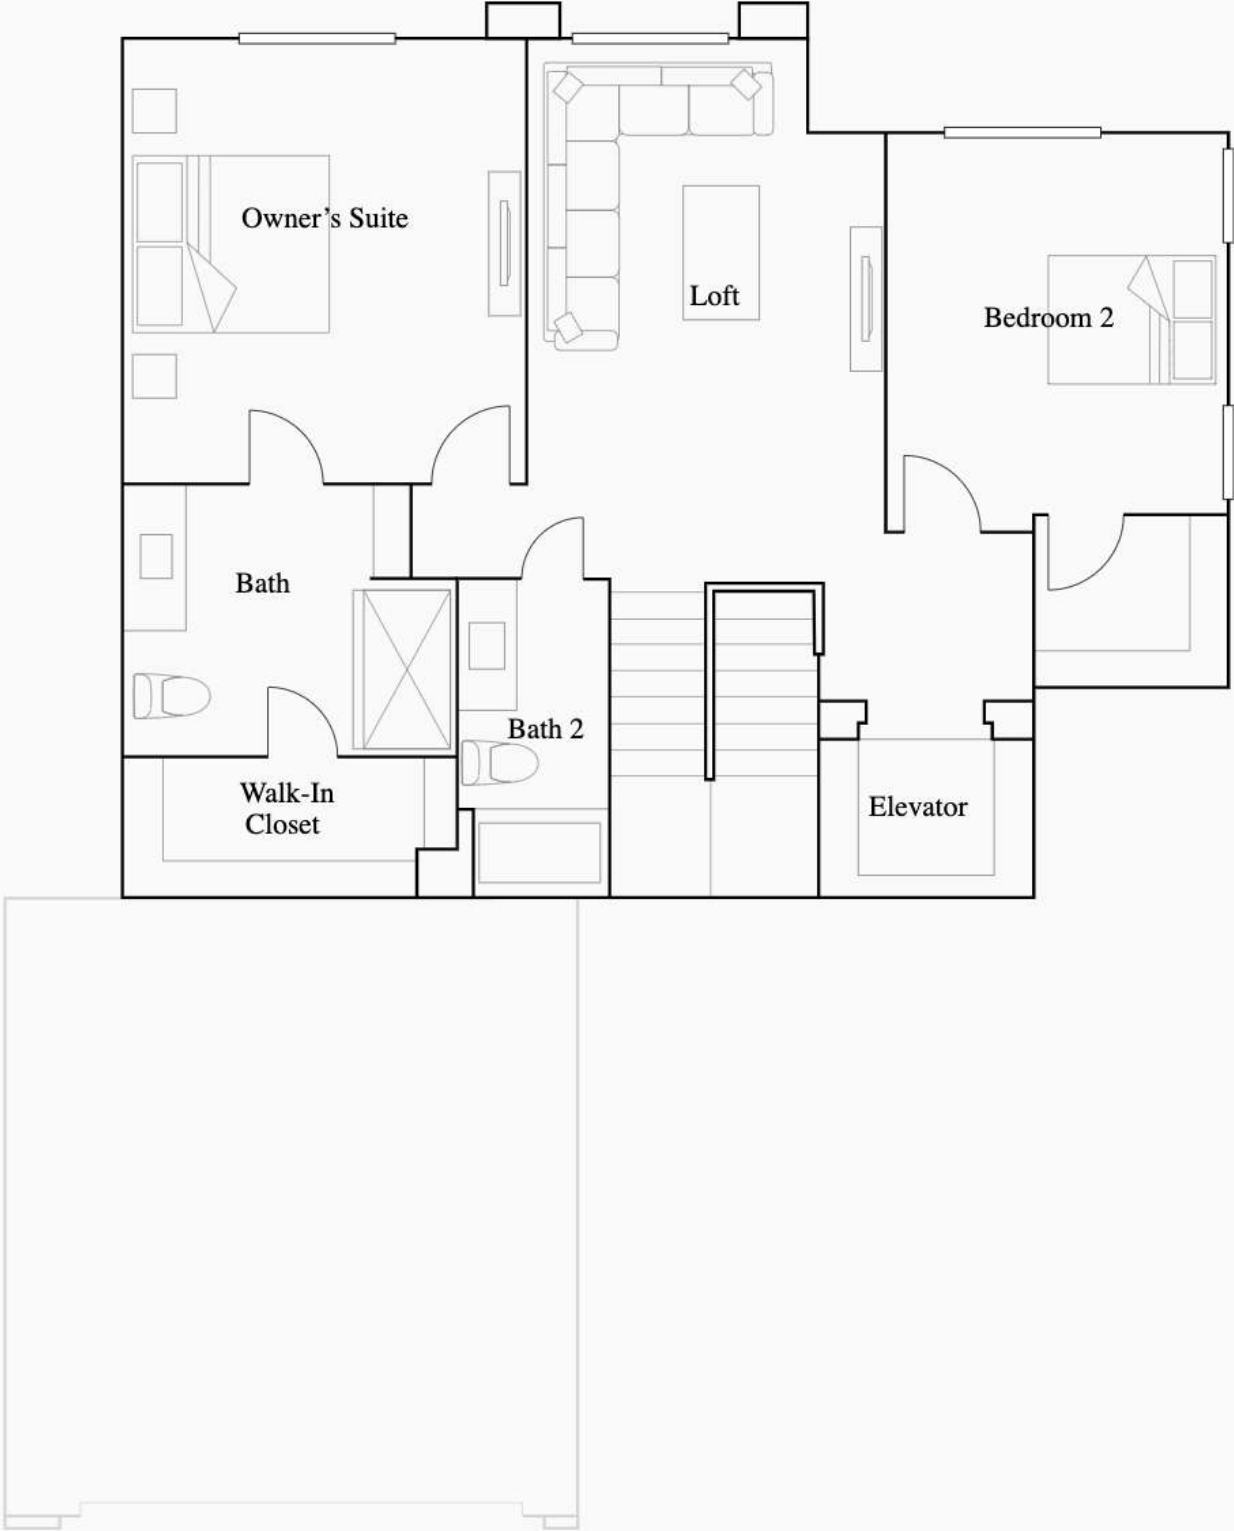 Owner's Suite
Loft
Bedroom 2
Bath
Bath 2
Walk-In
Closet
Elevator